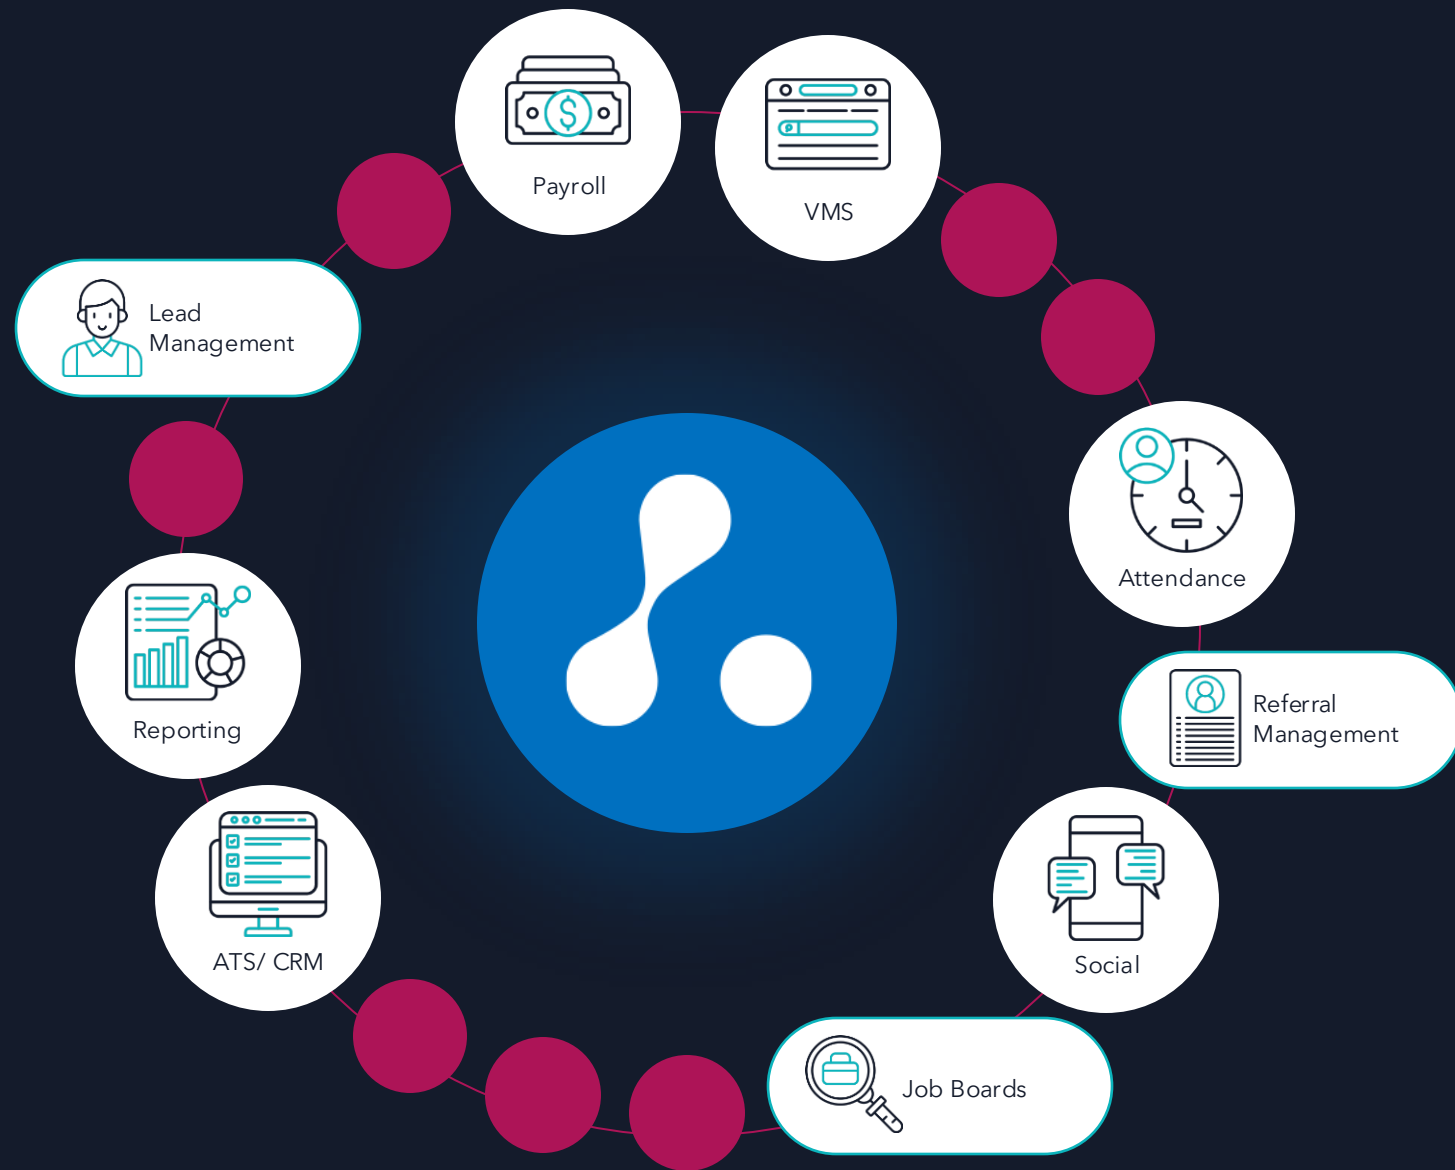 Payroll
VMS
Lead
Management
Attendance
Referral
Management
Reporting
Social
ATS/ CRM
Job Boards